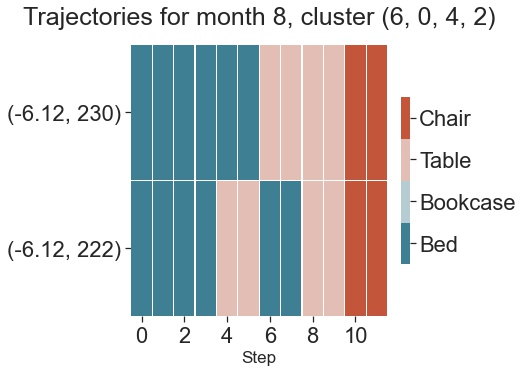 Trajectories for month 8, cluster (6, 0, 4, 2)
(-6.12, 230)
(-6.12, 222)
Chair
Table
Bookcase
Bed
0 2 4 6 8 10
Step